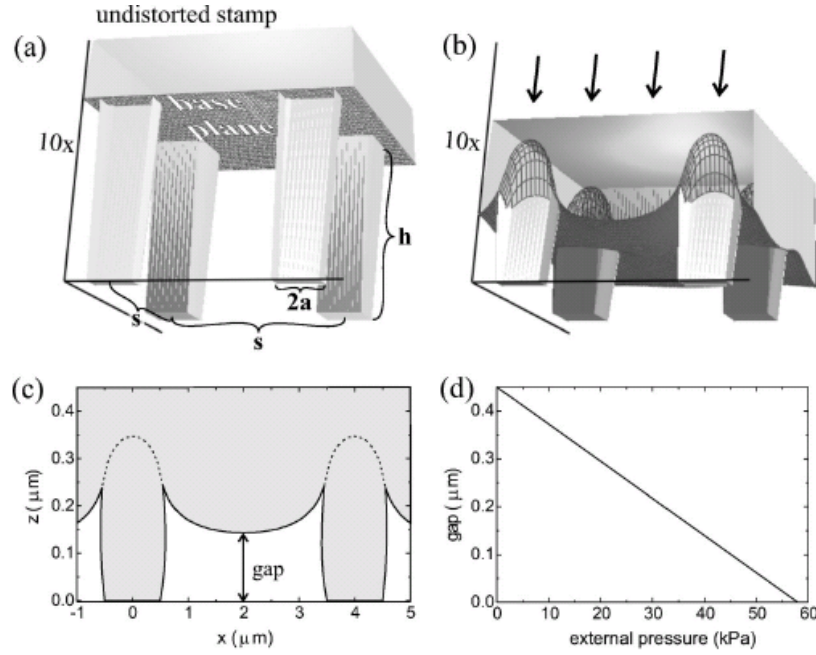 undistorted stamp
(a)
base
plane
10x
h
2a
s
s
(b)
10x
(c)
0.4
0.3
0.2
0.1
0.0
z (μm)
gap
-1 0 1 2 3 4 5
x (μm)
(d)
0.4
0.3
0.2
0.1
0.0
gap (μm)
0 10 20 30 40 50 60
external pressure (kPa)